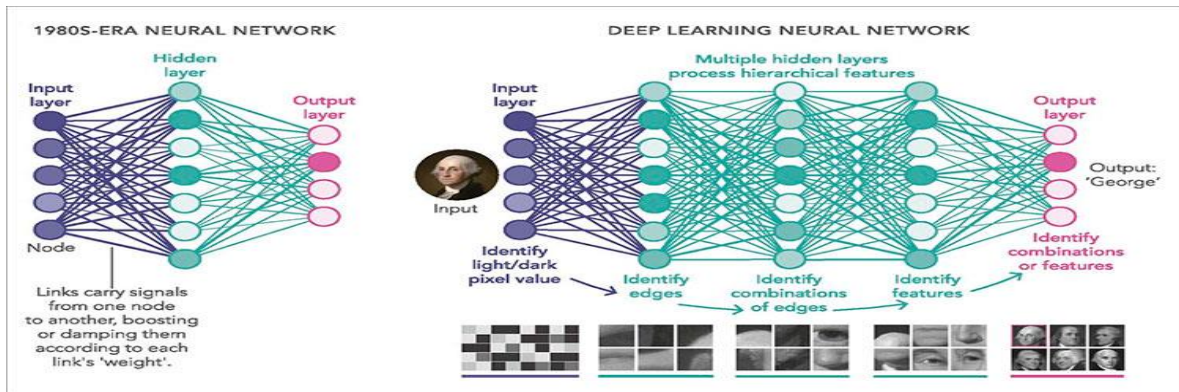 1980S-ERA NEURAL NETWORK
Hidden
layer
Input
layer
Output
layer
Node
Links carry signals
from one node
to another, boosting
or damping them
according to each
link's 'weight'.
DEEP LEARNING NEURAL NETWORK
Multiple hidden layers
process hierarchical features
Input
layer
Output
layer
Input
Output:
'George'
Identify
light/dark
pixel value
Identify
edges
Identify
combinations
of edges
Identify
features
Identify
combinations
or features